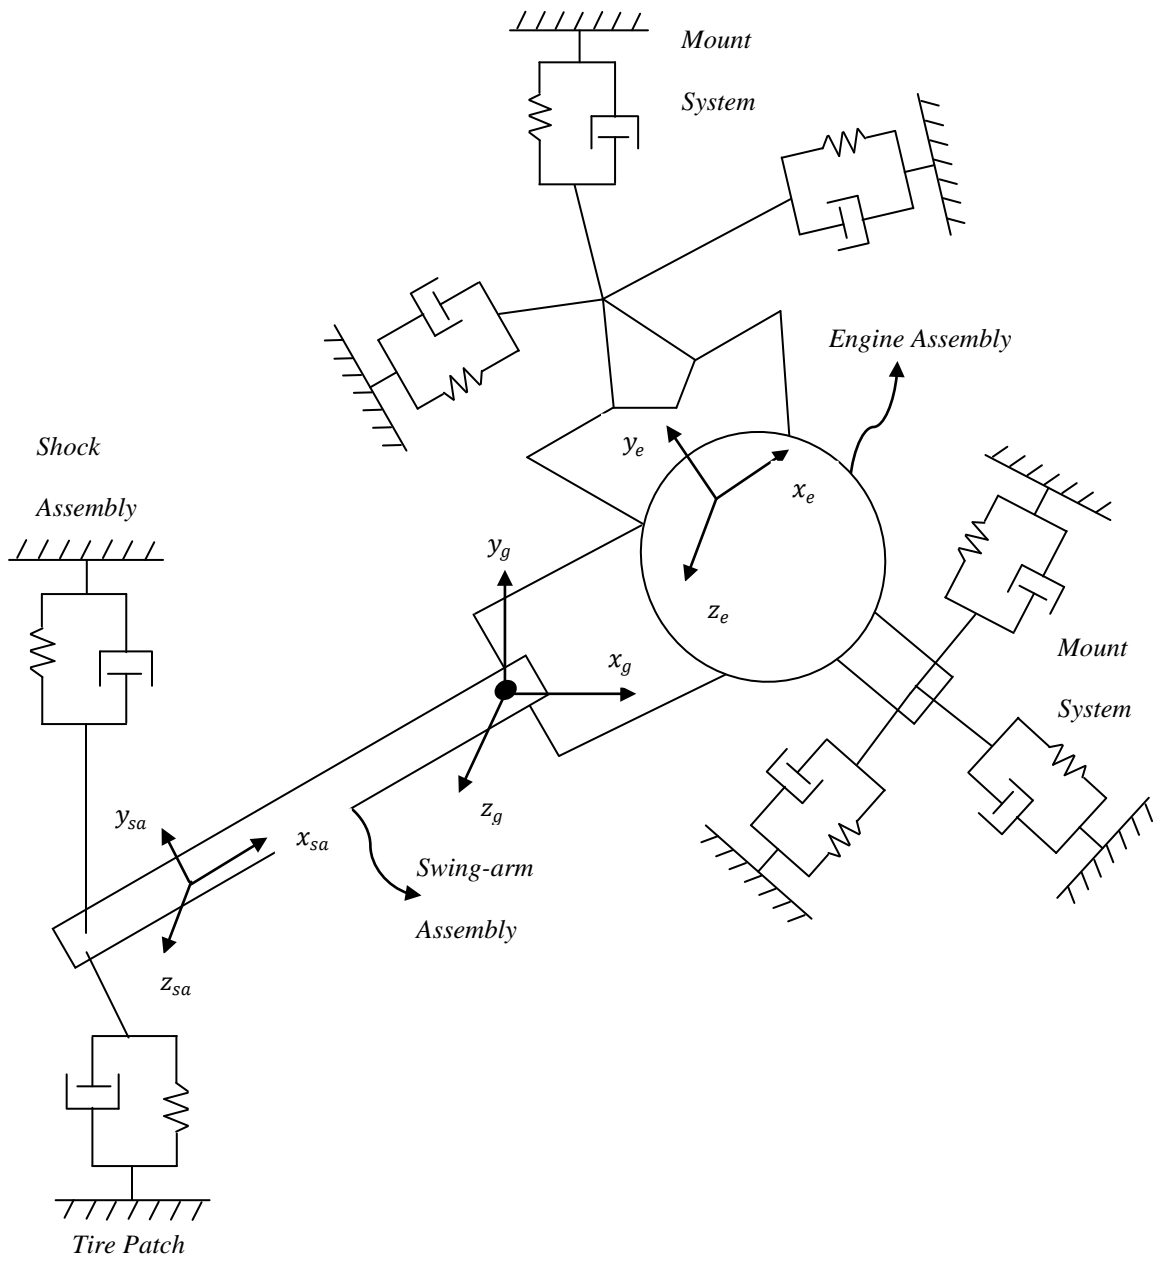 Mount
System
Engine Assembly
Shock
Assembly
y_e
x_e
y_g
z_e
x_g
Mount
System
z_g
y_sa
x_sa
Swing-arm
Assembly
z_sa
Tire Patch